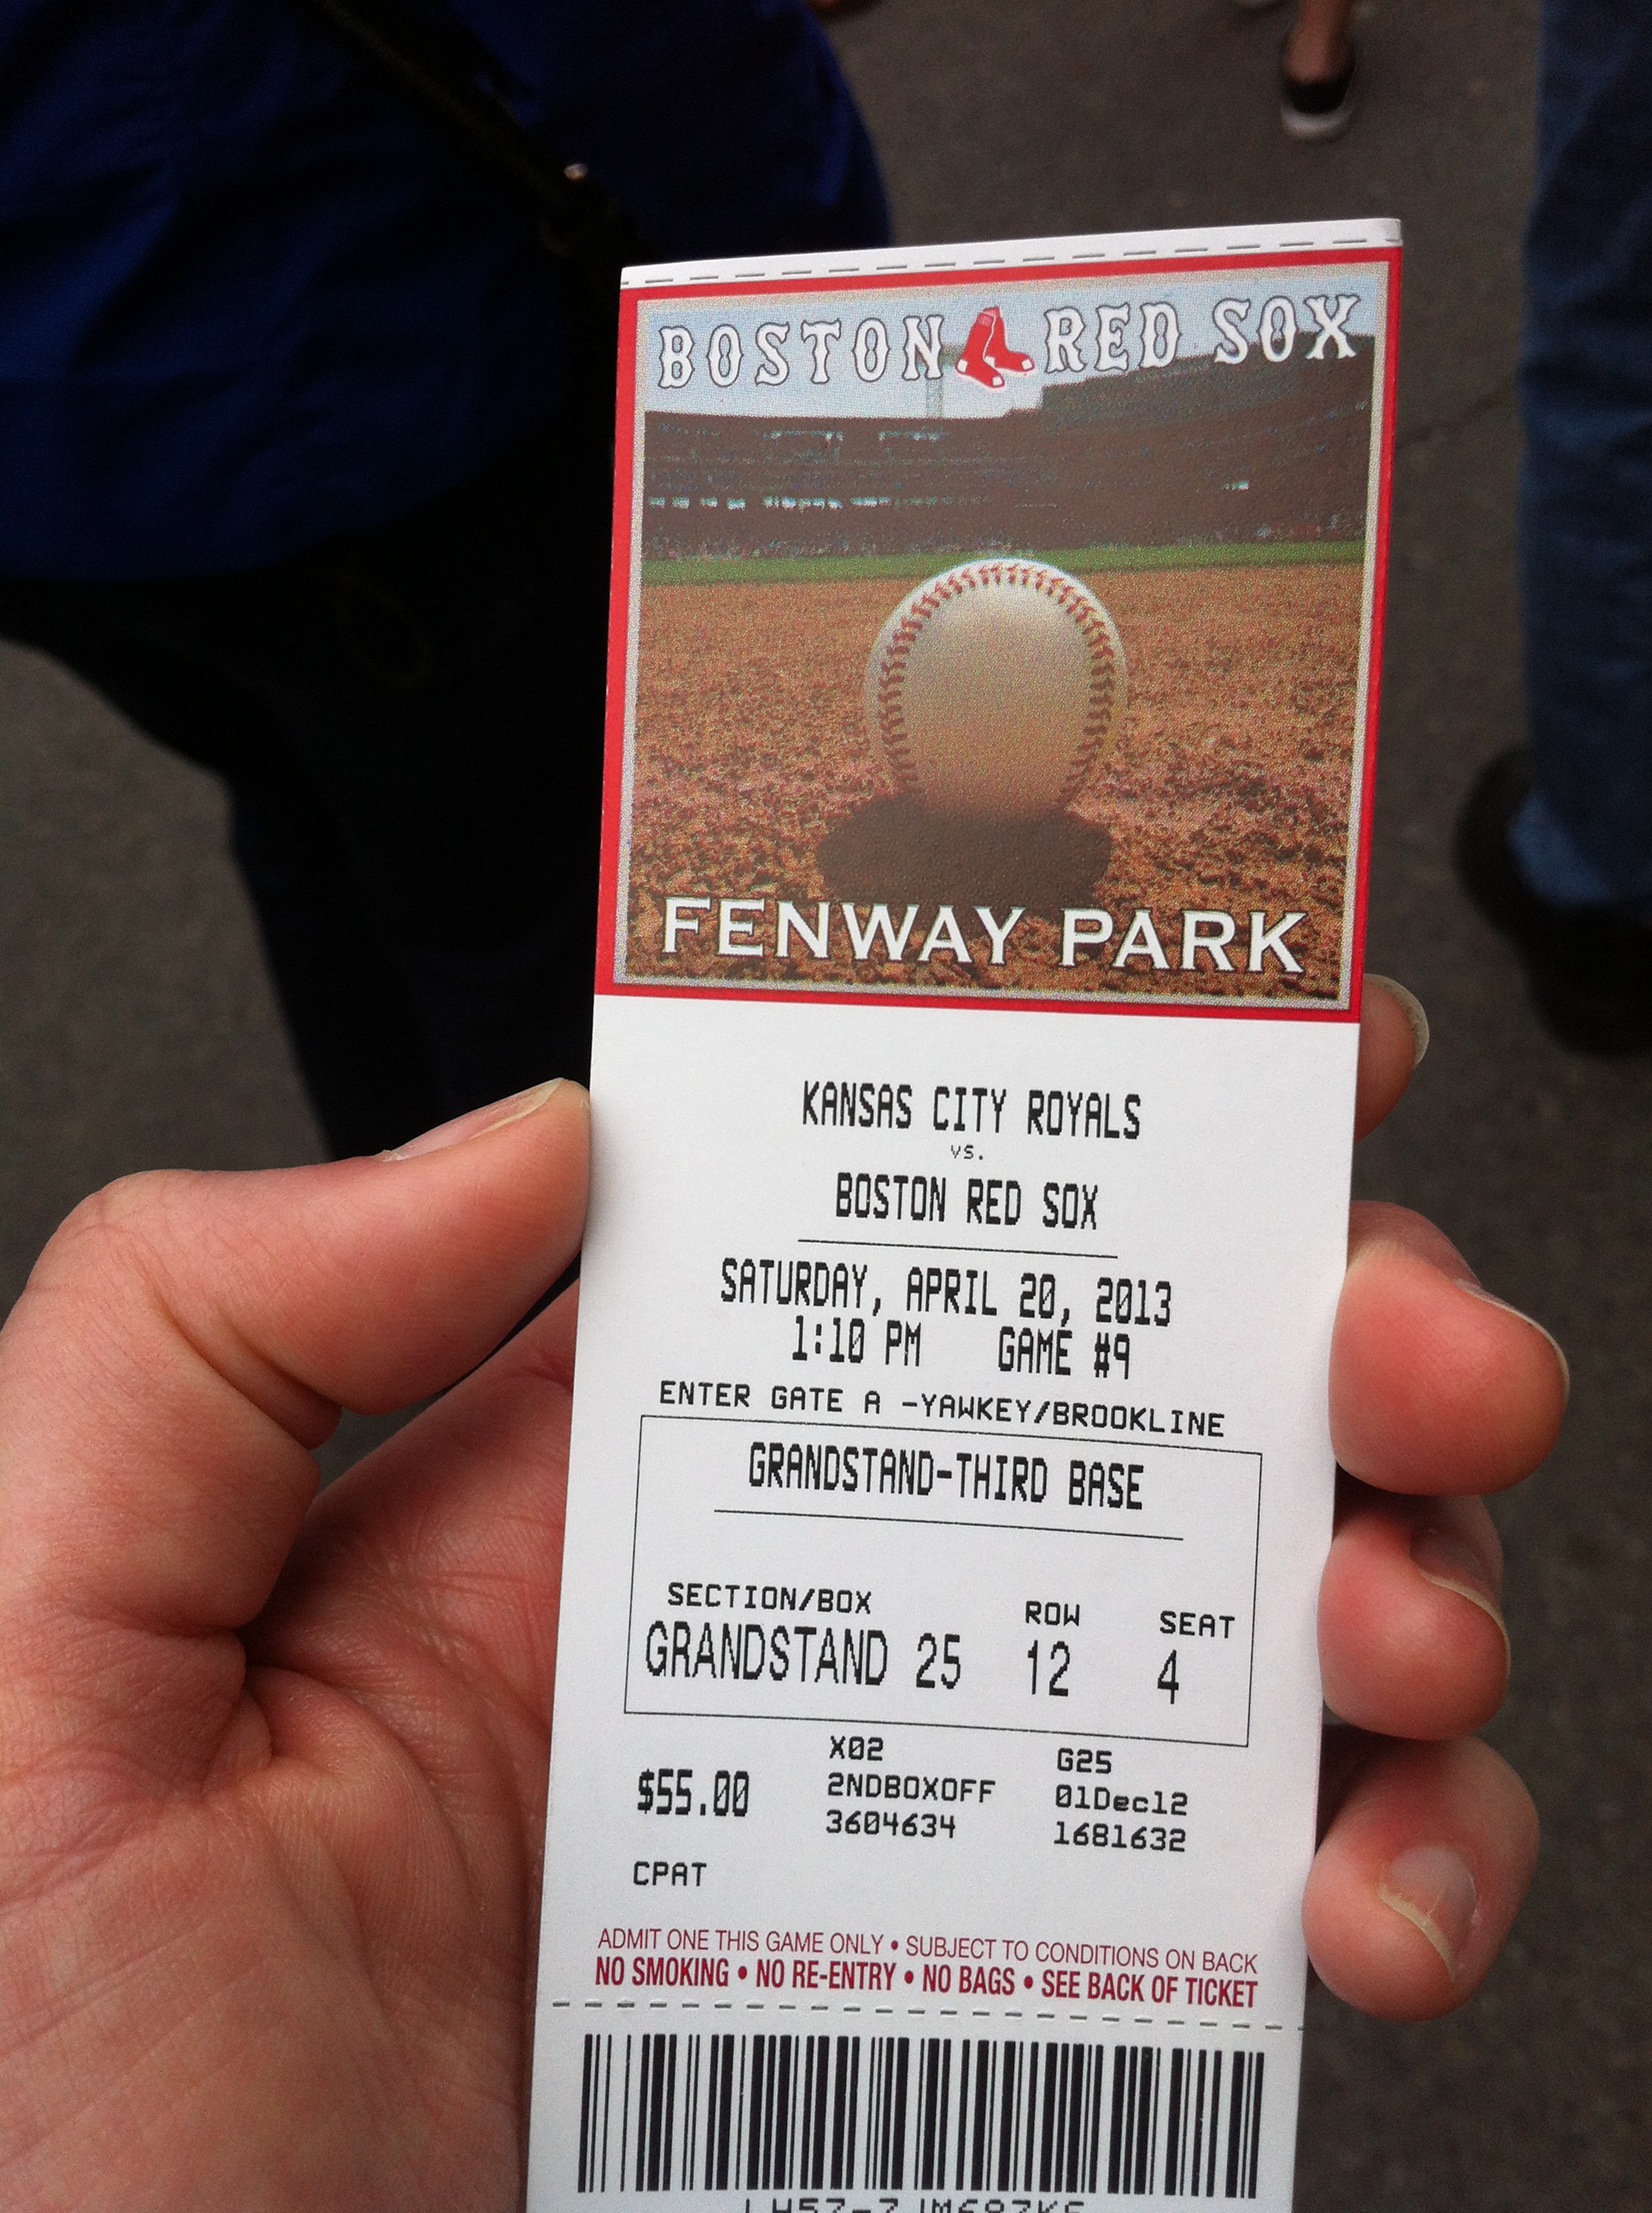 BOSTON RED SOX
FENWAY PARK
KANSAS CITY ROYALS
vs.
BOSTON RED SOX
SATURDAY, APRIL 20, 2013
1:10 PM GAME #9
ENTER GATE A -YAWKEY/BROOKLINE
GRANDSTAND-THIRD BASE
SECTION/BOX ROW SEAT
GRANDSTAND 25 12 4
X02 G25
$55.00 2NDBOXOFF 01Dec12
3604634 1681632
CPAT
ADMIT ONE THIS GAME ONLY • SUBJECT TO CONDITIONS ON BACK
NO SMOKING • NO RE-ENTRY • NO BAGS • SEE BACK OF TICKET